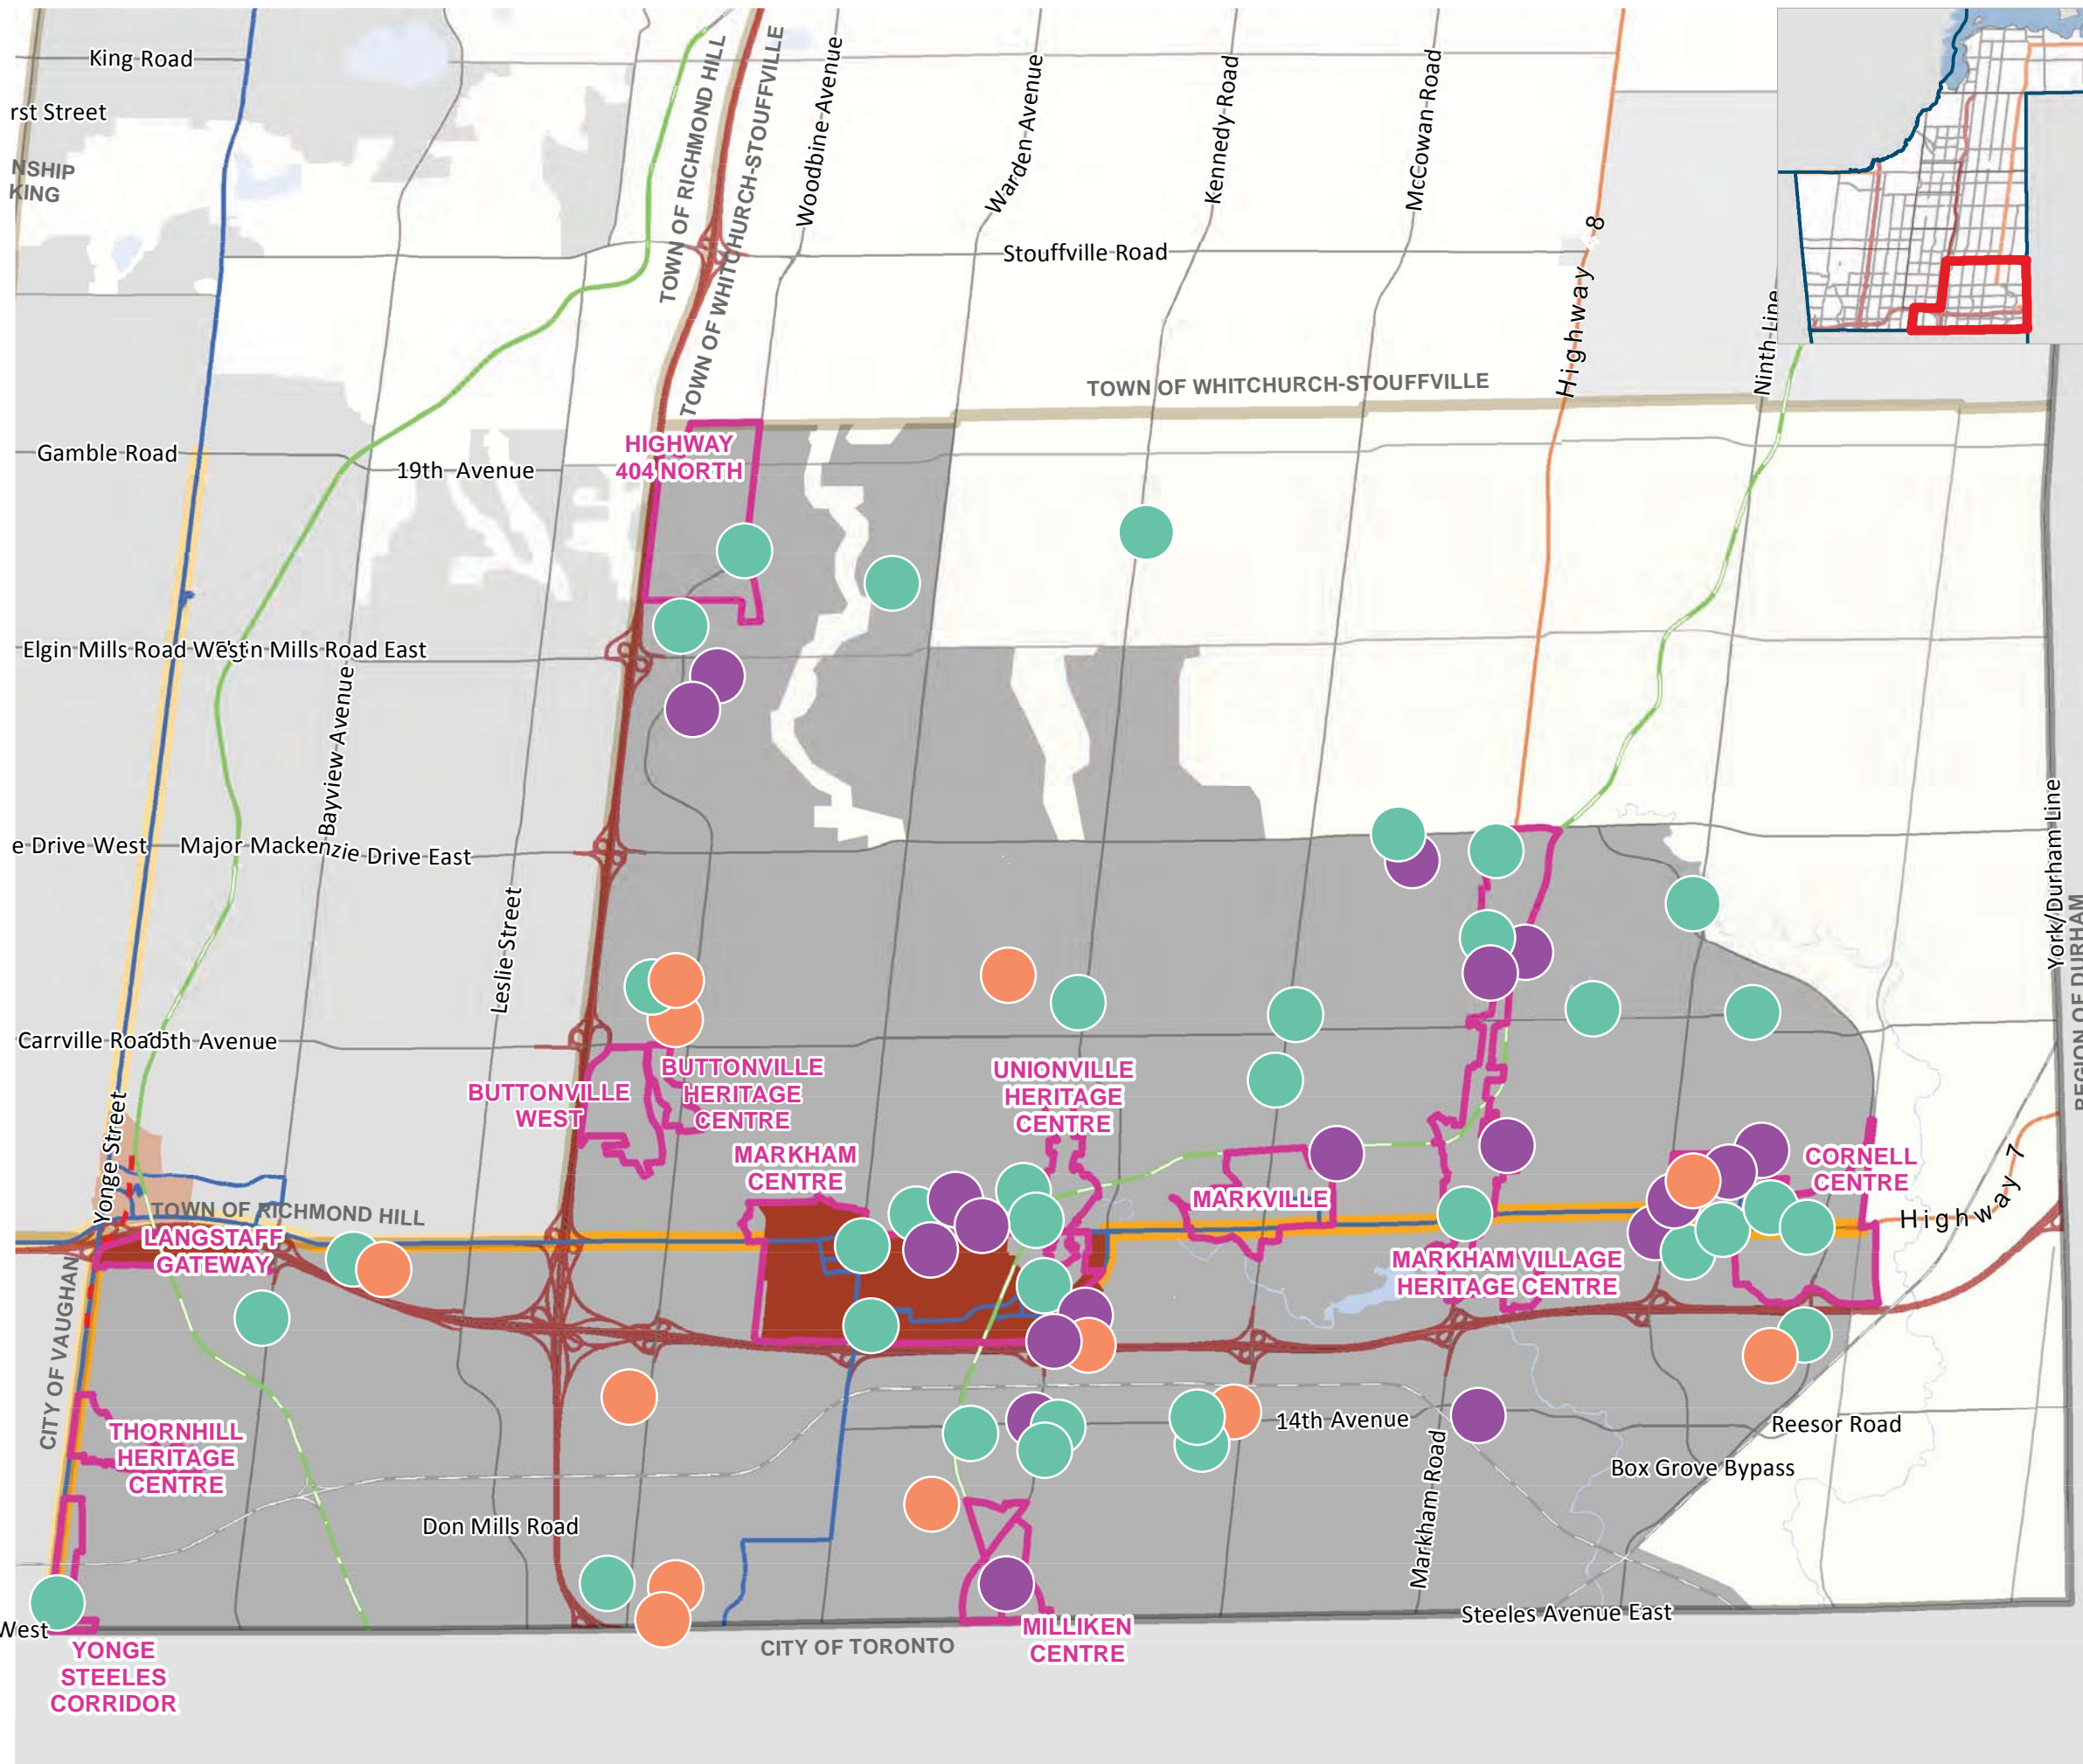 King Road
rst Street
NSHIP
KING
TOWN OF RICHMOND HILL
TOWN OF WHITCHURCH-STOUFFVILLE
Woodbine Avenue
Warden Avenue
Kennedy Road
McCowan Road
Highway 48
Ninth Line
Stouffville Road
TOWN OF WHITCHURCH-STOUFFVILLE
HIGHWAY
404 NORTH
Gamble Road
19th Avenue
Elgin Mills Road West
Elgin Mills Road East
Bayview Avenue
e Drive West
Major Mackenzie Drive East
Leslie Street
York/Durham Line
REGION OF DURHAM
Carrville Road
16th Avenue
BUTTONVILLE
WEST
BUTTONVILLE
HERITAGE
CENTRE
UNIONVILLE
HERITAGE
CENTRE
MARKHAM
CENTRE
MARKVILLE
CORNELL
CENTRE
Highway 7
Yonge Street
TOWN OF RICHMOND HILL
LANGSTAFF
GATEWAY
MARKHAM VILLAGE
HERITAGE CENTRE
CITY OF VAUGHAN
THORNHILL
HERITAGE
CENTRE
14th Avenue
Reesor Road
Box Grove Bypass
Markham Road
Don Mills Road
Steeles Avenue East
West
CITY OF TORONTO
MILLIKEN
CENTRE
YONGE
STEELES
CORRIDOR